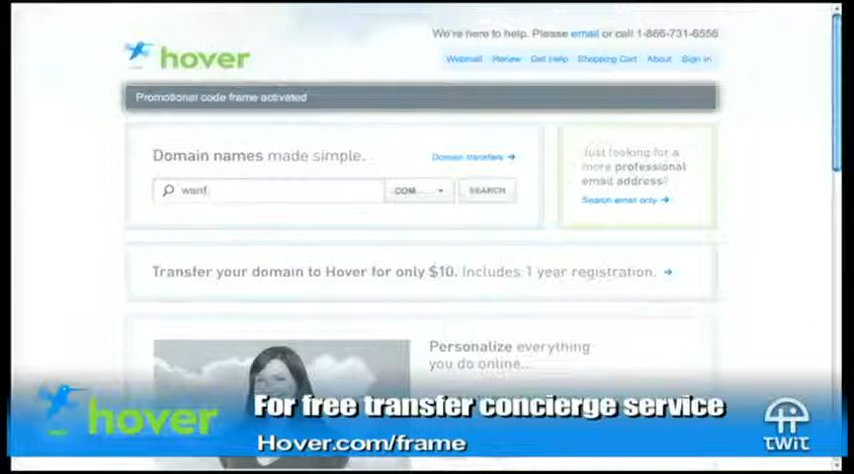 We're here to help. Please email or call 1-866-731-6556
hover
Webmail Renew Get Help Shopping Cart About Sign In
Promotional code frame activated
Domain names made simple.
Domain transfers
want
.COM
SEARCH
Just looking for a
more professional
email address?
Search email only
Transfer your domain to Hover for only $10. Includes 1 year registration.
Personalize everything
you do online...
hover
For free transfer concierge service
Hover.com/frame
TWiT